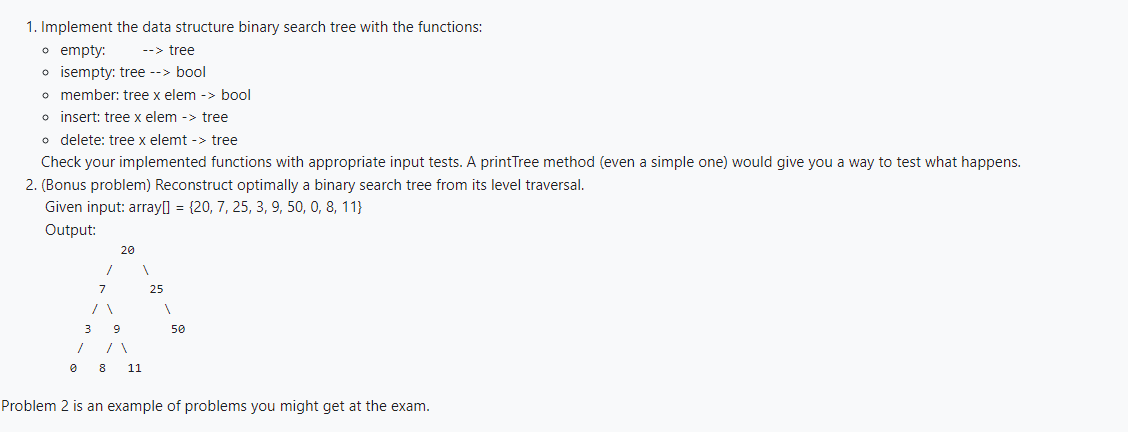 1. Implement the data structure binary search tree with the functions:
o empty: --> tree
o isempty: tree --> bool
o member: tree x elem -> bool
o insert: tree x elem -> tree
o delete: tree x elemt -> tree
Check your implemented functions with appropriate input tests. A printTree method (even a simple one) would give you a way to test what happens.
2. (Bonus problem) Reconstruct optimally a binary search tree from its level traversal.
Given input: array[] = {20, 7, 25, 3, 9, 50, 0, 8, 11}
Output:
20
/ \
7 25
/ \ \
3 9 50
/ / \
0 8 11
Problem 2 is an example of problems you might get at the exam.